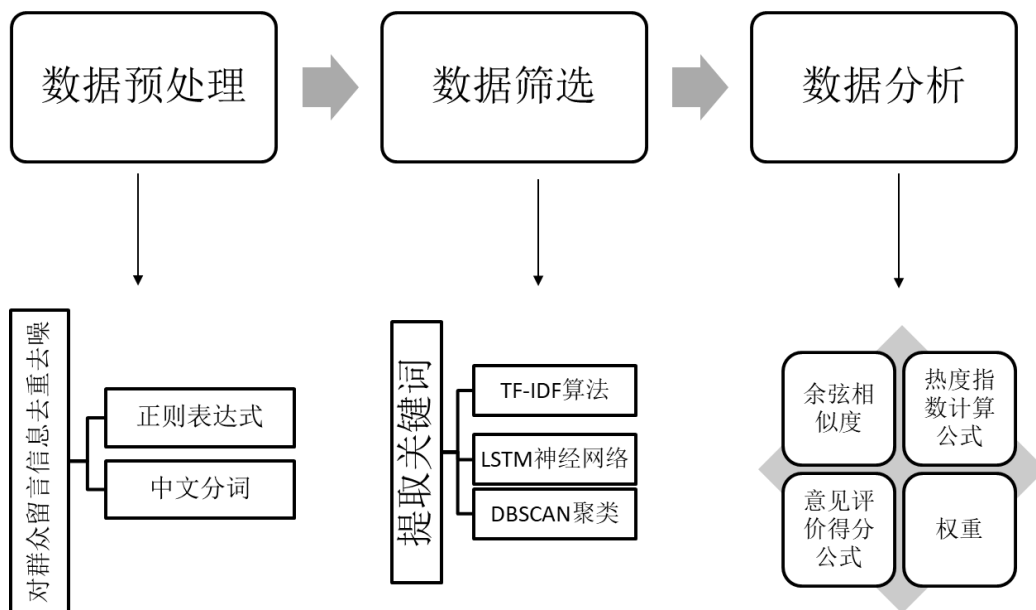 数据预处理
数据筛选
数据分析
对群众留言信息去重去噪
正则表达式
中文分词
提取关键词
TF-IDF算法
LSTM神经网络
DBSCAN聚类
余弦相
似度
热度指
数计算
公式
意见评
价得分
公式
权重